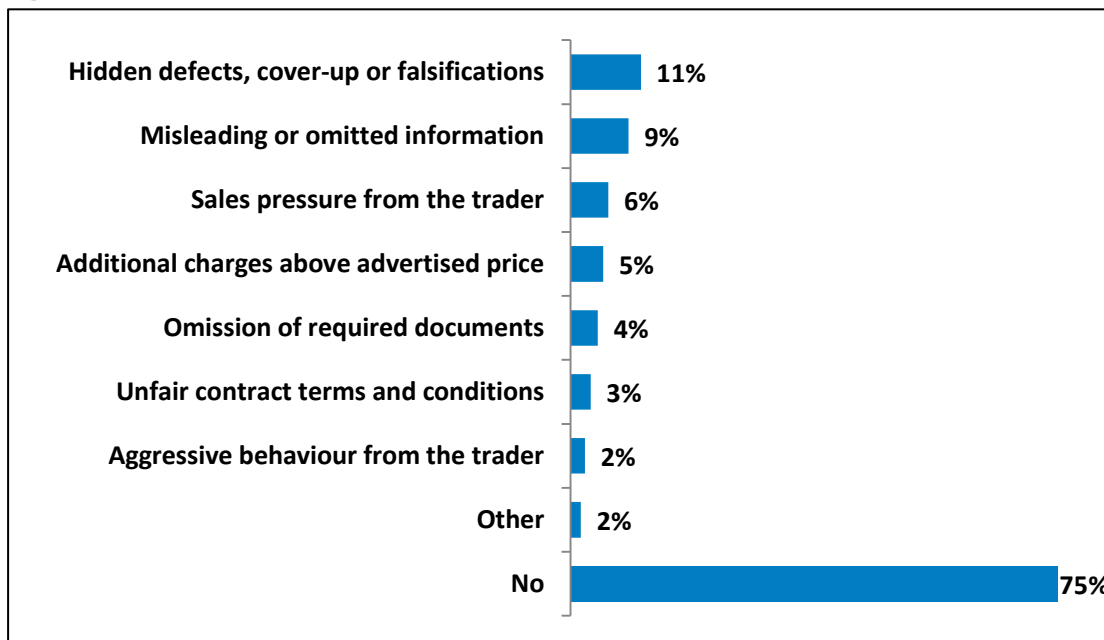 Hidden defects, cover-up or falsifications 11%
Misleading or omitted information 9%
Sales pressure from the trader 6%
Additional charges above advertised price 5%
Omission of required documents 4%
Unfair contract terms and conditions 3%
Aggressive behaviour from the trader 2%
Other 2%
No 75%